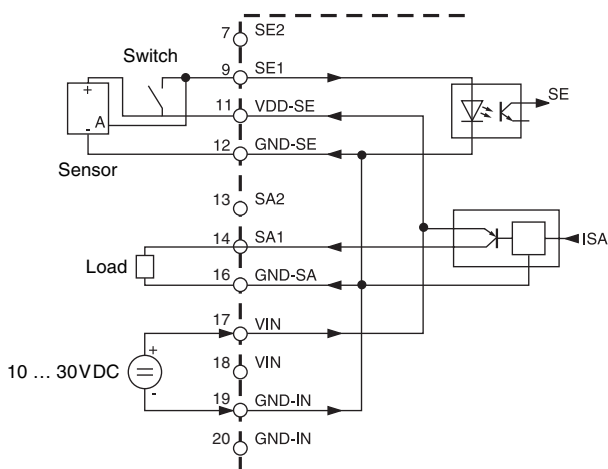 7 SE2
Switch
9 SE1
SE
+
11 VDD-SE
A
-
12 GND-SE
Sensor
13 SA2
14 SA1
ISA
Load
16 GND-SA
17 VIN
+
10 ... 30VDC
18 VIN
-
19 GND-IN
20 GND-IN